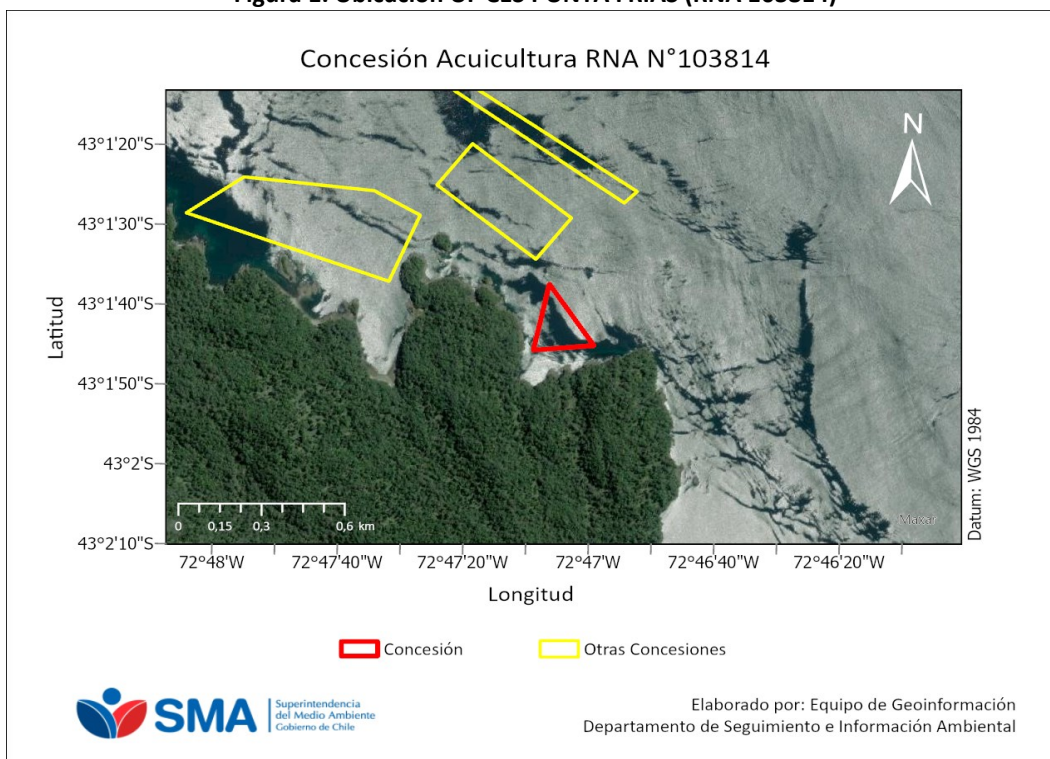 Concesión Acuicultura RNA N°103814
N
43°1'20"S
43°1'30"S
43°1'40"S
43°1'50"S
43°2'S
43°2'10"S
Latitud
0 0,15 0,3 0,6 km
Maxar
Datum: WGS 1984
72°48'W 72°47'40"W 72°47'20"W 72°47'W 72°46'40"W 72°46'20"W
Longitud
Concesión Otras Concesiones
SMA
Superintendencia
del Medio Ambiente
Gobierno de Chile
Elaborado por: Equipo de Geoinformación
Departamento de Seguimiento e Información Ambiental